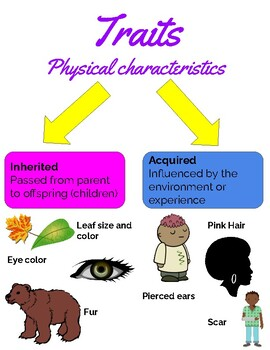 Traits
Physical characteristics
Inherited
Passed from parent
to offspring (children)
Acquired
Influenced by the
environment or
experience
Leaf size and
color
Eye color
Fur
Pink Hair
Pierced ears
Scar